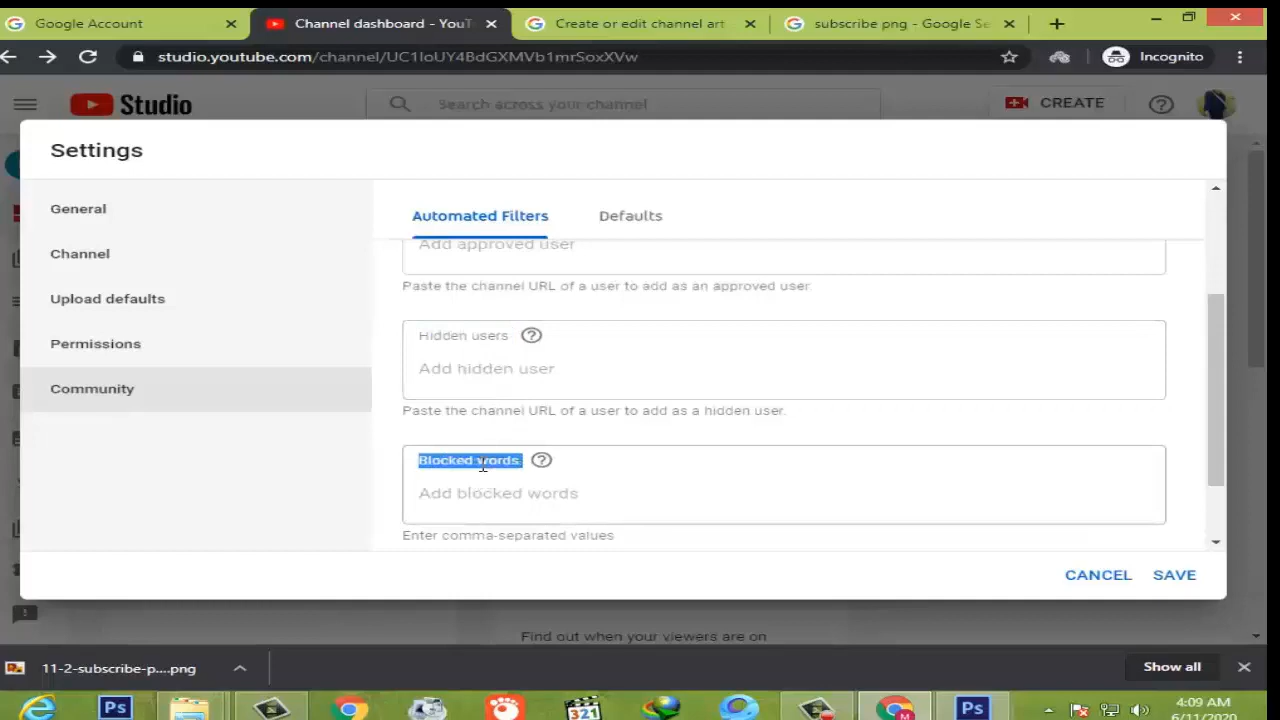 Google Account
Channel dashboard - YouT
Create or edit channel art
subscribe png - Google Se
studio.youtube.com/channel/UC1IoUY4BdGXMVb1mrSoxXVw
Incognito
Studio
Search across your channel
CREATE
Settings
General
Channel
Upload defaults
Permissions
Community
Automated Filters
Defaults
Add approved user
Paste the channel URL of a user to add as an approved user.
Hidden users
Add hidden user
Paste the channel URL of a user to add as a hidden user.
Blocked words
Add blocked words
Enter comma-separated values
CANCEL
SAVE
Find out when your viewers are on
11-2-subscribe-p....png
Show all
Ps
321
Ps
4:09 AM
6/11/2020